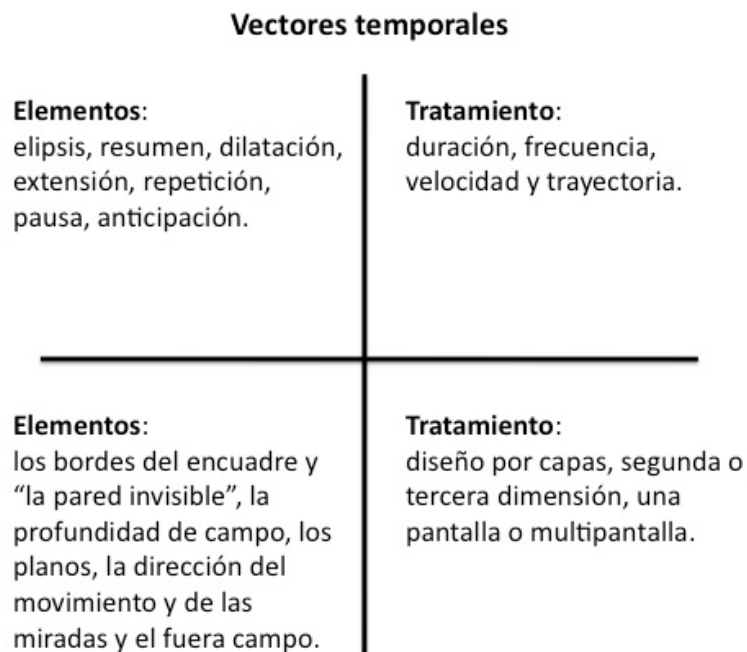 Vectores temporales
Elementos:
elipsis, resumen, dilatación,
extensión, repetición,
pausa, anticipación.
Tratamiento:
duración, frecuencia,
velocidad y trayectoria.
Elementos:
los bordes del encuadre y
“la pared invisible”, la
profundidad de campo, los
planos, la dirección del
movimiento y de las
miradas y el fuera campo.
Tratamiento:
diseño por capas, segunda o
tercera dimensión, una
pantalla o multipantalla.